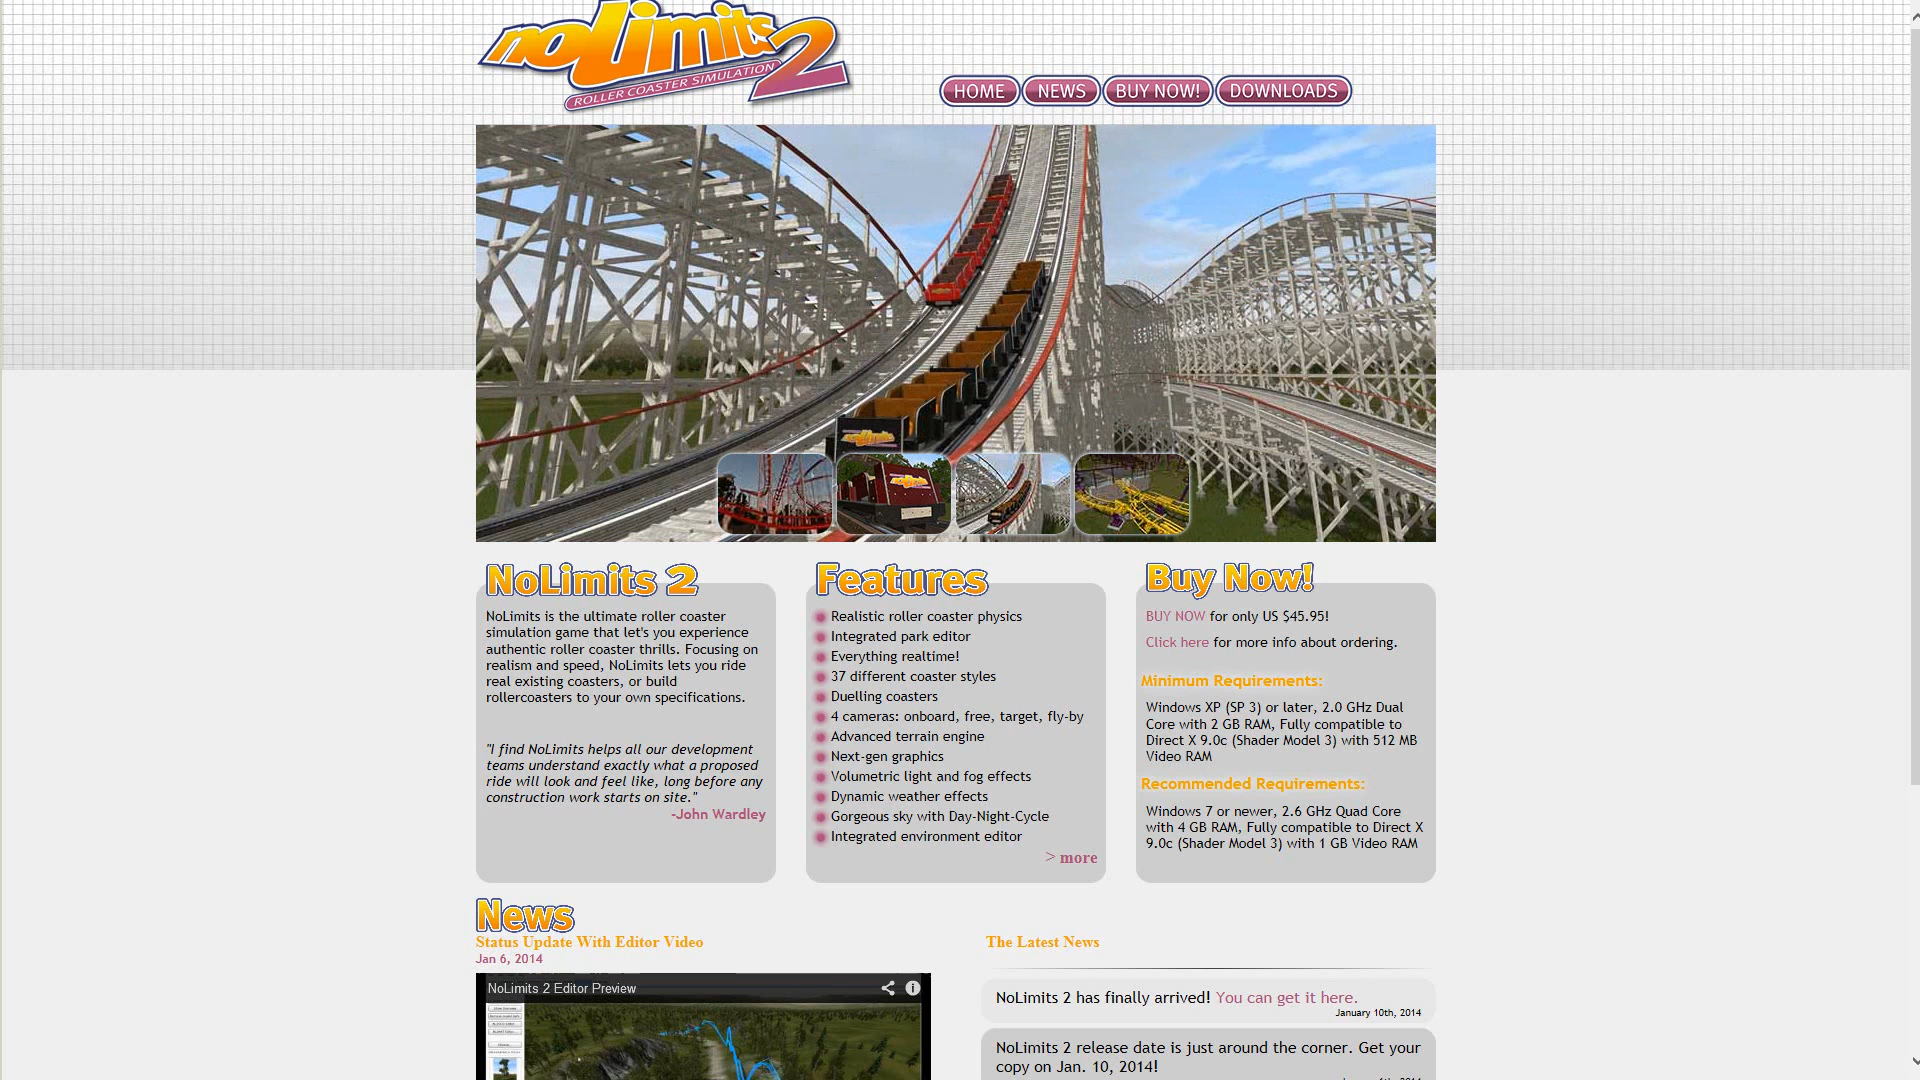 noLimits 2
ROLLER COASTER SIMULATION
HOME
NEWS
BUY NOW!
DOWNLOADS
NoLimits 2
NoLimits is the ultimate roller coaster
simulation game that let's you experience
authentic roller coaster thrills. Focusing on
realism and speed, NoLimits lets you ride
real existing coasters, or build
rollercoasters to your own specifications.
"I find NoLimits helps all our development
teams understand exactly what a proposed
ride will look and feel like, long before any
construction work starts on site."
-John Wardley
Features
Realistic roller coaster physics
Integrated park editor
Everything realtime!
37 different coaster styles
Duelling coasters
4 cameras: onboard, free, target, fly-by
Advanced terrain engine
Next-gen graphics
Volumetric light and fog effects
Dynamic weather effects
Gorgeous sky with Day-Night-Cycle
Integrated environment editor
> more
Buy Now!
BUY NOW for only US $45.95!
Click here for more info about ordering.
Minimum Requirements:
Windows XP (SP 3) or later, 2.0 GHz Dual
Core with 2 GB RAM, Fully compatible to
Direct X 9.0c (Shader Model 3) with 512 MB
Video RAM
Recommended Requirements:
Windows 7 or newer, 2.6 GHz Quad Core
with 4 GB RAM, Fully compatible to Direct X
9.0c (Shader Model 3) with 1 GB Video RAM
News
Status Update With Editor Video
Jan 6, 2014
NoLimits 2 Editor Preview
The Latest News
NoLimits 2 has finally arrived! You can get it here.
January 10th, 2014
NoLimits 2 release date is just around the corner. Get your
copy on Jan. 10, 2014!